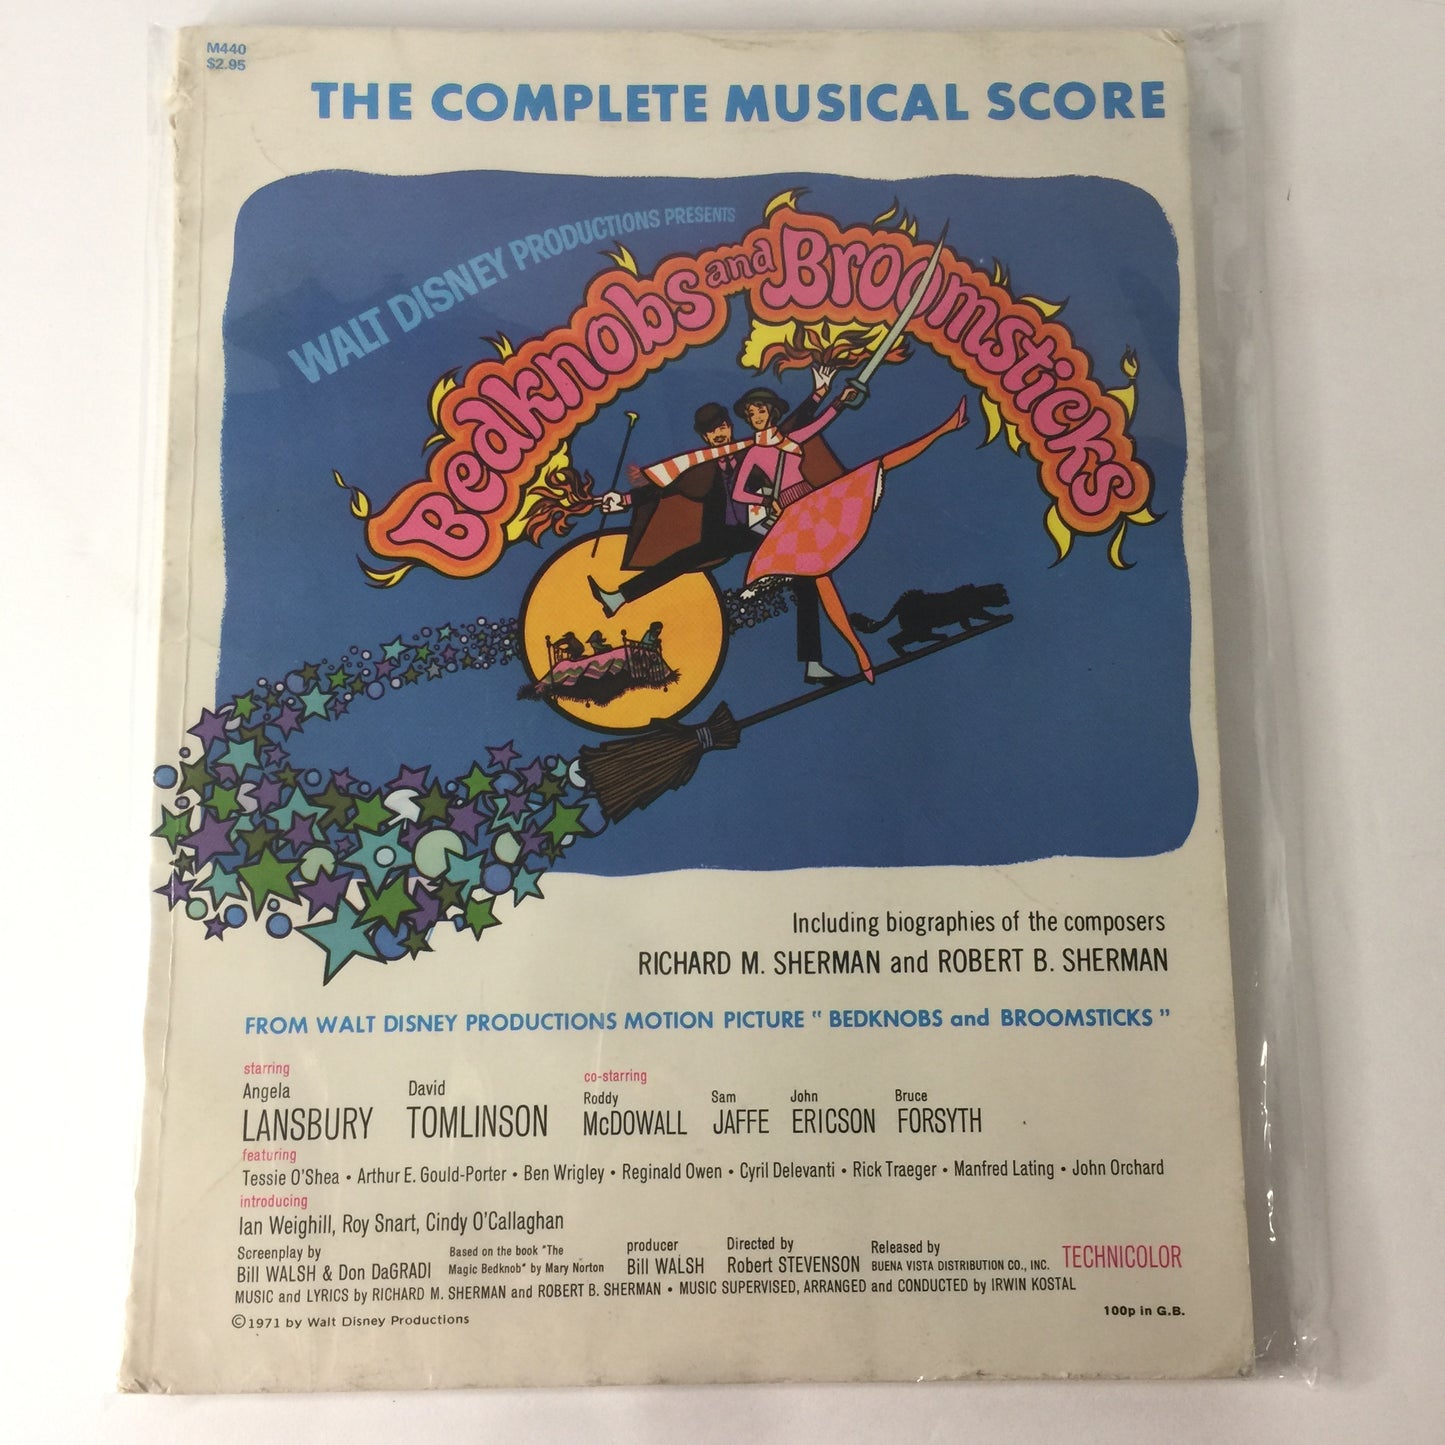 M440
$2.95
THE COMPLETE MUSICAL SCORE
WALT DISNEY PRODUCTIONS PRESENTS
Bedknobs and Broomsticks
Including biographies of the composers
RICHARD M. SHERMAN and ROBERT B. SHERMAN
FROM WALT DISNEY PRODUCTIONS MOTION PICTURE " BEDKNOBS and BROOMSTICKS "
starring
Angela LANSBURY David TOMLINSON
co-starring
Roddy McDOWALL Sam JAFFE John ERICSON Bruce FORSYTH
featuring
Tessie O'Shea • Arthur E. Gould-Porter • Ben Wrigley • Reginald Owen • Cyril Delevanti • Rick Traeger • Manfred Lating • John Orchard
introducing
Ian Weighill, Roy Snart, Cindy O'Callaghan
Screenplay by
Bill WALSH & Don DaGRADI
Based on the book "The
Magic Bedknob" by Mary Norton
producer
Bill WALSH
Directed by
Robert STEVENSON
Released by
BUENA VISTA DISTRIBUTION CO., INC.
TECHNICOLOR
MUSIC and LYRICS by RICHARD M. SHERMAN and ROBERT B. SHERMAN • MUSIC SUPERVISED, ARRANGED and CONDUCTED by IRWIN KOSTAL
©1971 by Walt Disney Productions
100p in G.B.